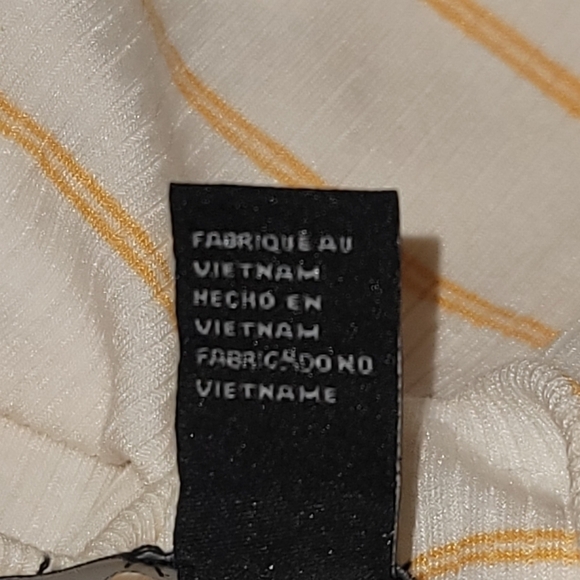 FABRIQUÉ AU
VIETNAM
HECHO EN
VIETNAM
FABRICADO NO
VIETNAME